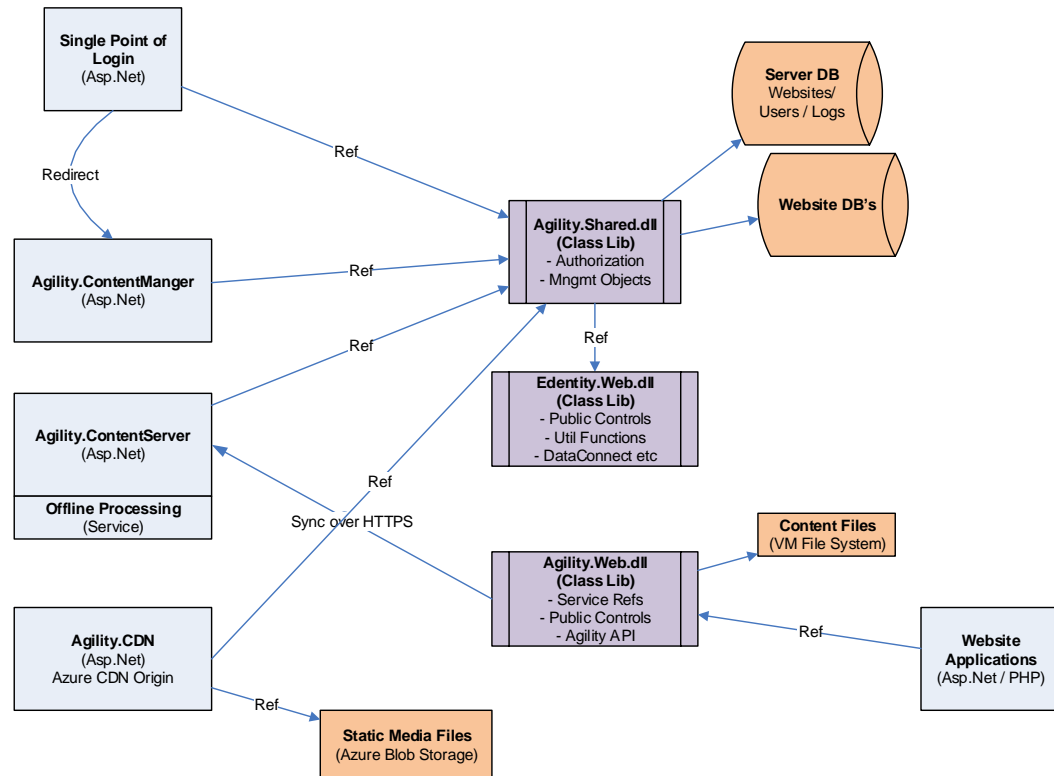 Single Point of
Login
(Asp.Net)
Server DB
Websites/
Users / Logs
Ref
Redirect
Website DB's
Agility.Shared.dll
(Class Lib)
- Authorization
- Mngmt Objects
Agility.ContentManger
(Asp.Net)
Ref
Ref
Ref
Edentity.Web.dll
(Class Lib)
- Public Controls
- Util Functions
- DataConnect etc
Agility.ContentServer
(Asp.Net)
Offline Processing
(Service)
Ref
Sync over HTTPS
Content Files
(VM File System)
Agility.Web.dll
(Class Lib)
- Service Refs
- Public Controls
- Agility API
Ref
Website
Applications
(Asp.Net / PHP)
Agility.CDN
(Asp.Net)
Azure CDN Origin
Ref
Static Media Files
(Azure Blob Storage)